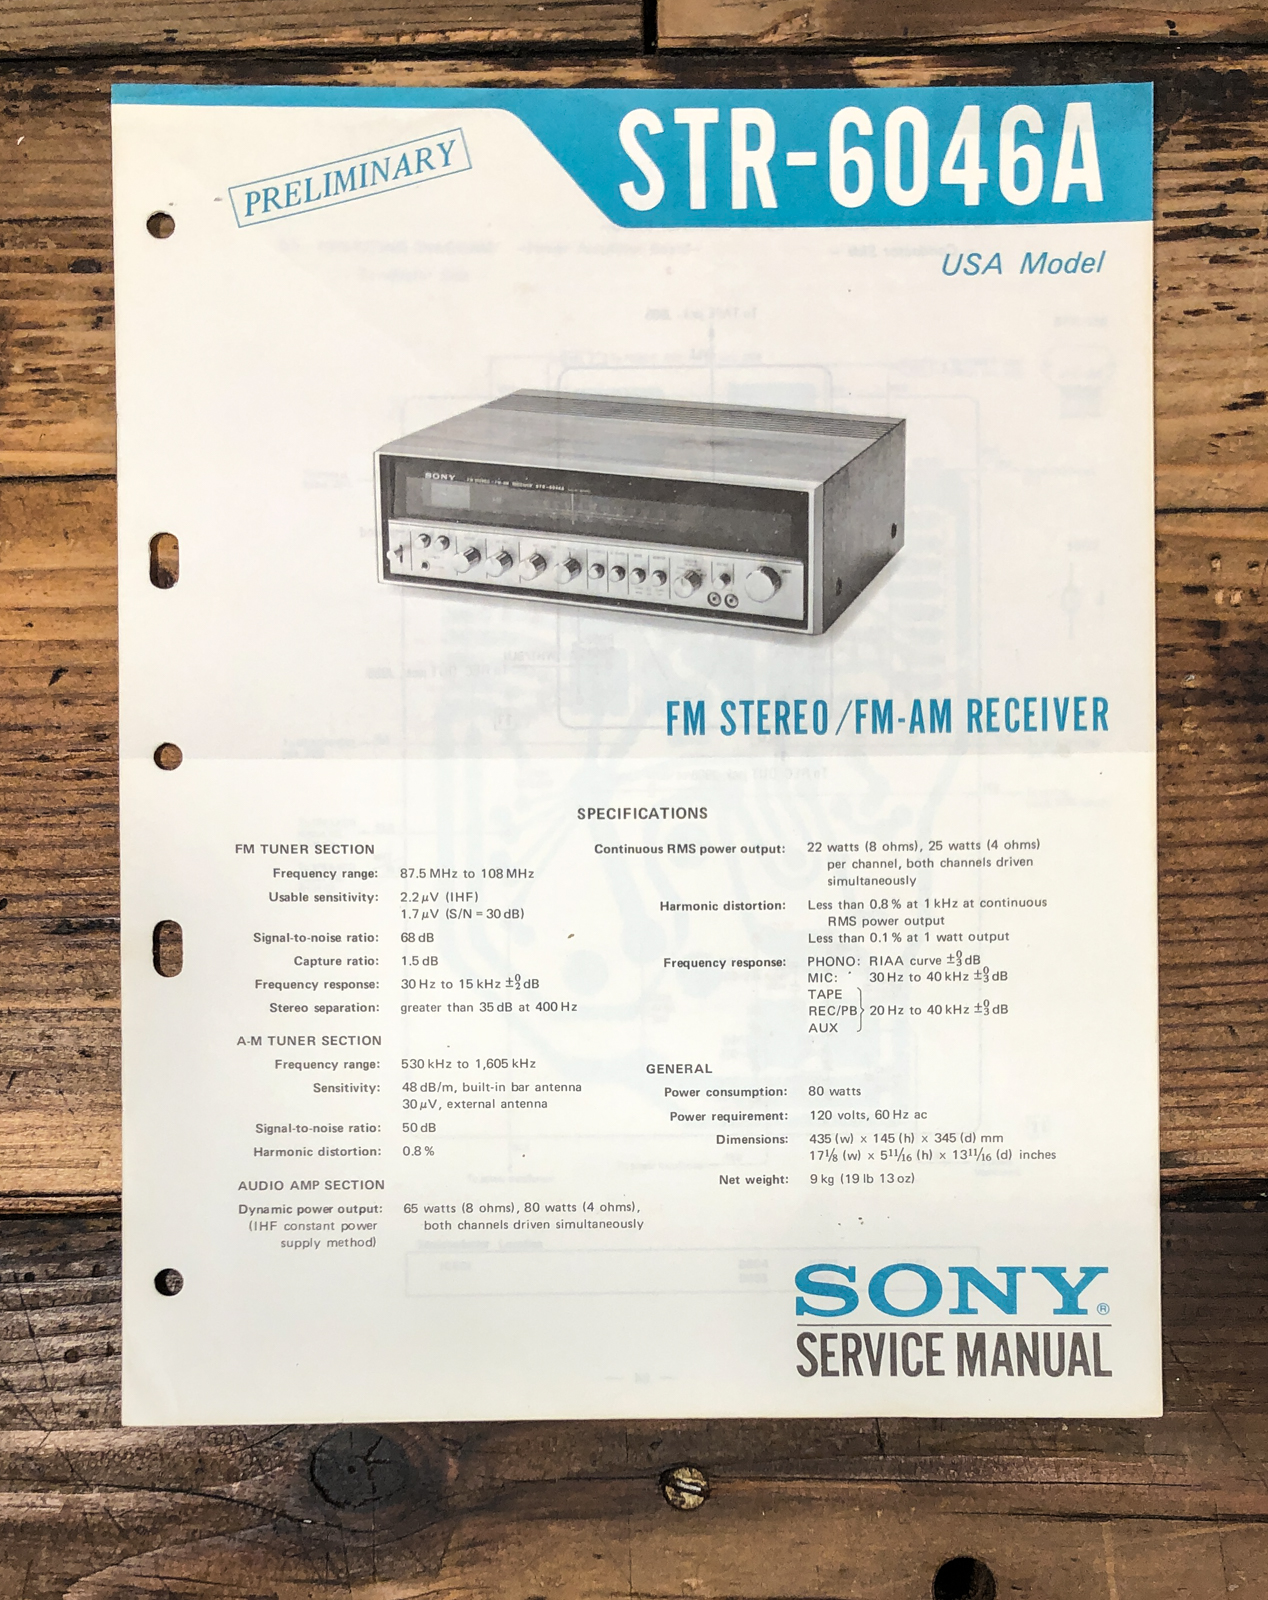 PRELIMINARY
STR-6046A
USA Model
SONY
FM STEREO/FM-AM RECEIVER
SPECIFICATIONS
FM TUNER SECTION
Frequency range: 87.5 MHz to 108 MHz
Usable sensitivity: 2.2 µV (IHF)
1.7 µV (S/N = 30 dB)
Signal-to-noise ratio: 68 dB
Capture ratio: 1.5 dB
Frequency response: 30 Hz to 15 kHz ±0/2 dB
Stereo separation: greater than 35 dB at 400 Hz
A-M TUNER SECTION
Frequency range: 530 kHz to 1,605 kHz
Sensitivity: 48 dB/m, built-in bar antenna
30 µV, external antenna
Signal-to-noise ratio: 50 dB
Harmonic distortion: 0.8 %
AUDIO AMP SECTION
Dynamic power output: 65 watts (8 ohms), 80 watts (4 ohms),
(IHF constant power both channels driven simultaneously
supply method)
Continuous RMS power output: 22 watts (8 ohms), 25 watts (4 ohms)
per channel, both channels driven
simultaneously
Harmonic distortion: Less than 0.8 % at 1 kHz at continuous
RMS power output
Less than 0.1 % at 1 watt output
Frequency response: PHONO: RIAA curve ±0/3 dB
MIC: 30 Hz to 40 kHz ±0/3 dB
TAPE
REC/PB} 20 Hz to 40 kHz ±0/3 dB
AUX
GENERAL
Power consumption: 80 watts
Power requirement: 120 volts, 60 Hz ac
Dimensions: 435 (w) x 145 (h) x 345 (d) mm
17⅛ (w) x 5 11/16 (h) x 13 11/16 (d) inches
Net weight: 9 kg (19 lb 13 oz)
SONY®
SERVICE MANUAL